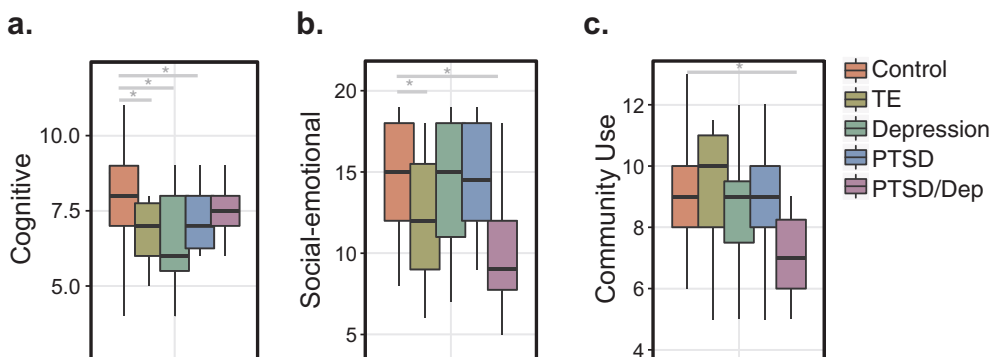 a.
b.
c.
Cognitive
10.0
7.5
5.0
*
*
*
Social-emotional
20
15
10
5
*
*
Community Use
12
10
8
6
4
*
Control
TE
Depression
PTSD
PTSD/Dep